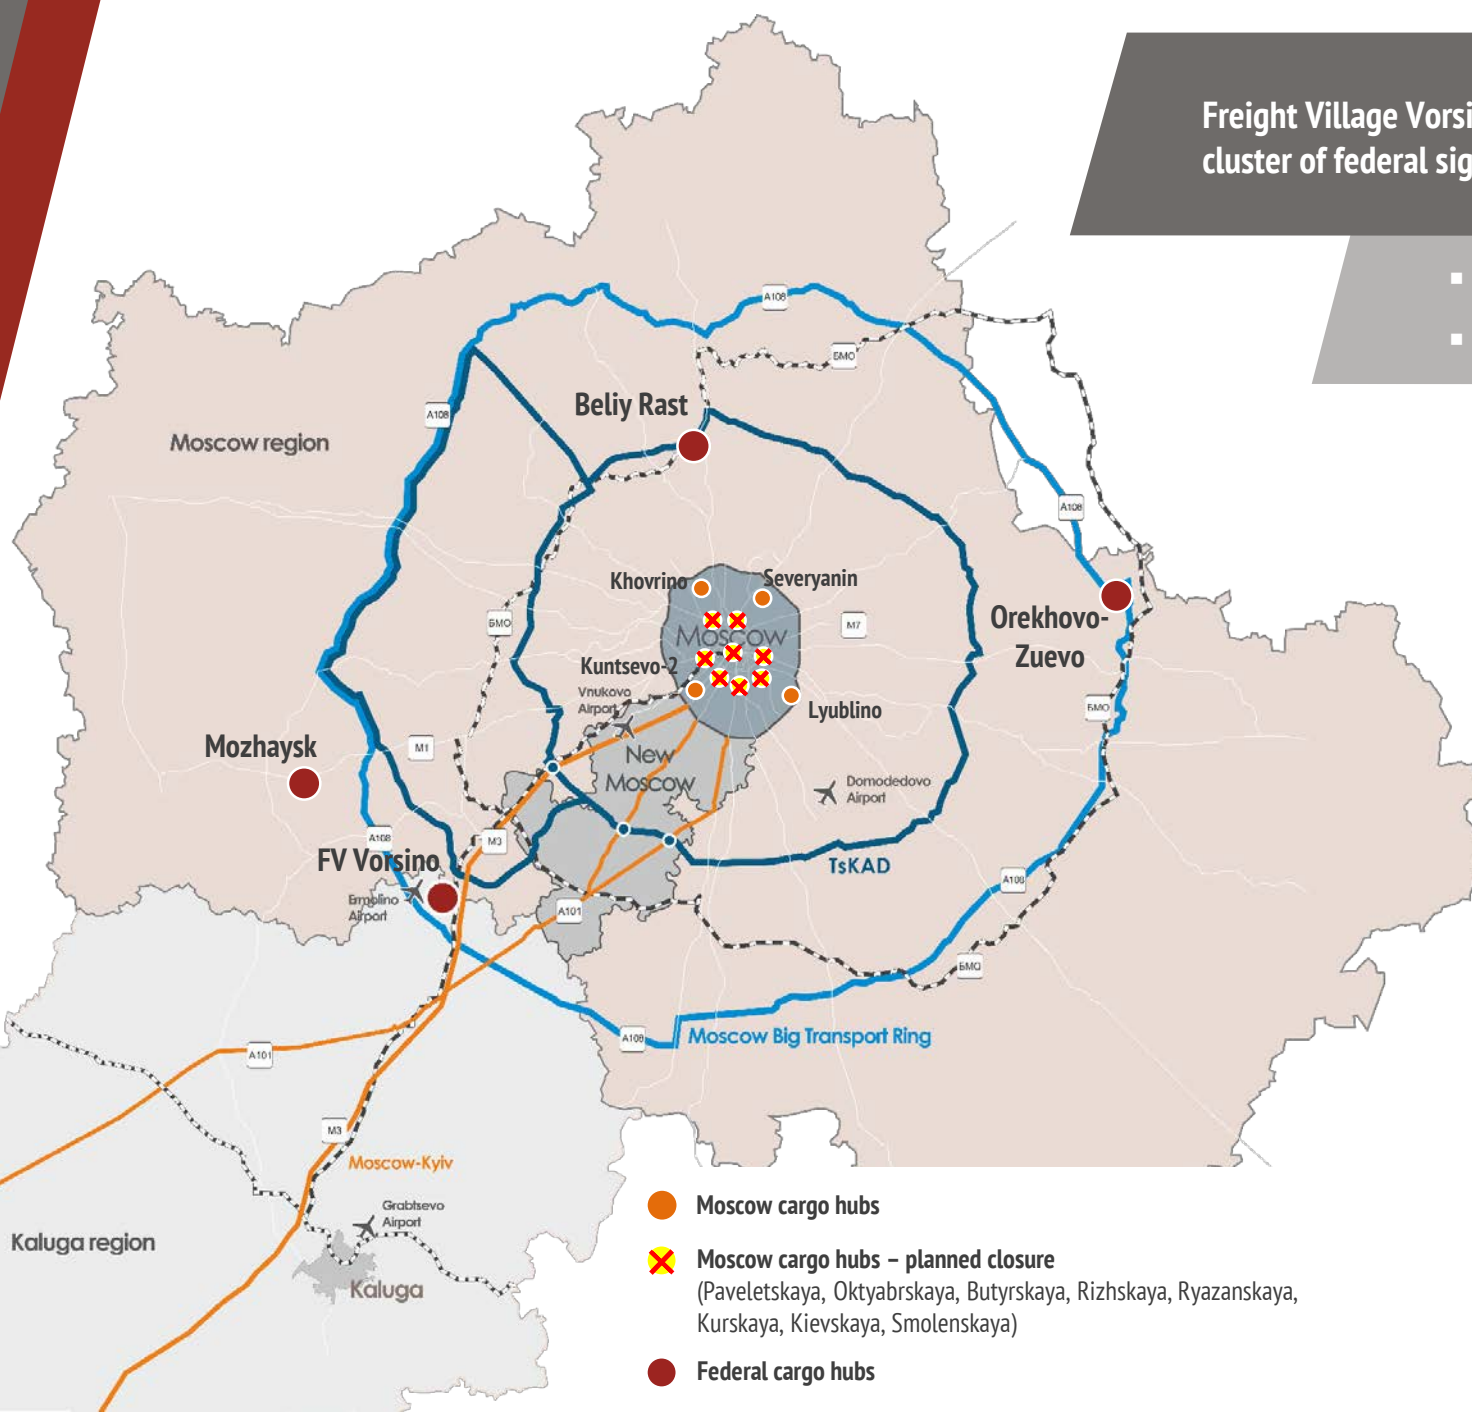 Freight Village Vorsi
cluster of federal sig
A108
БМО
Beliy Rast
A108
Moscow region
A108
Khovrino
Severyanin
Orekhovo-
Zuevo
БМО
M7
Moscow
Kuntsevo-2
Vnukovo
Airport
Lyublino
БМО
Mozhaysk
M1
New
Moscow
Domodedovo
Airport
A108
M3
FV Vorsino
TsKAD
A108
Ermolino
Airport
A101
БМО
A108
Moscow Big Transport Ring
A101
M3
Moscow-Kyiv
Grabtsevo
Airport
Kaluga region
Kaluga
Moscow cargo hubs
Moscow cargo hubs – planned closure
(Paveletskaya, Oktyabrskaya, Butyrskaya, Rizhskaya, Ryazanskaya,
Kurskaya, Kievskaya, Smolenskaya)
Federal cargo hubs